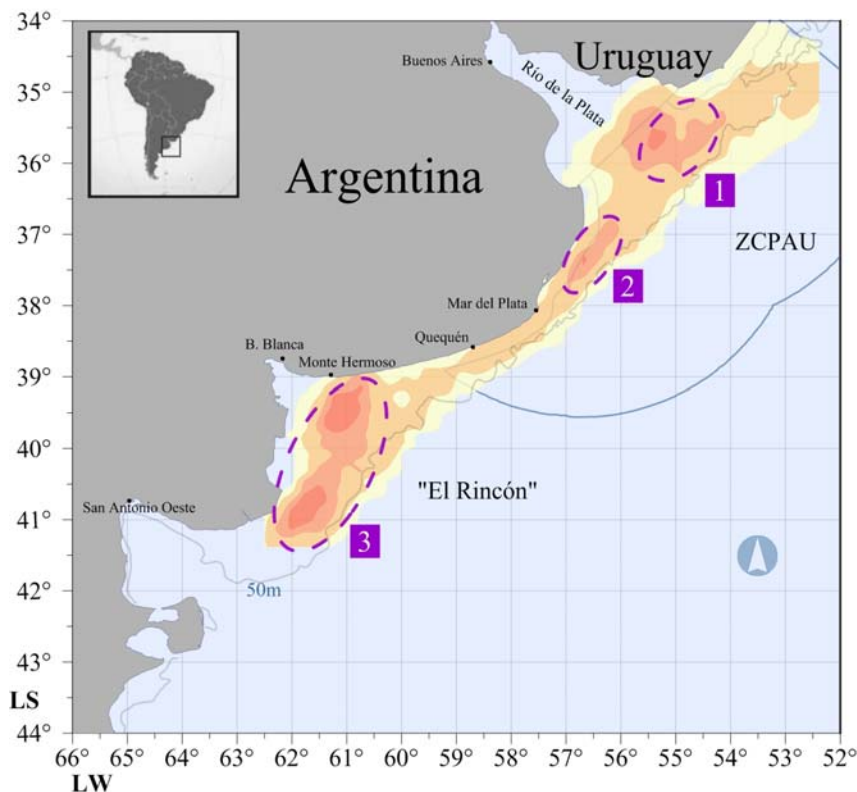 34°
35°
36°
37°
38°
39°
40°
41°
42°
43°
LS
44°
Argentina
Uruguay
Buenos Aires
Río de la Plata
1
ZCPAU
2
Mar del Plata
Quequén
B. Blanca
Monte Hermoso
"El Rincón"
San Antonio Oeste
3
50m
66° 65° 64° 63° 62° 61° 60° 59° 58° 57° 56° 55° 54° 53° 52°
LW